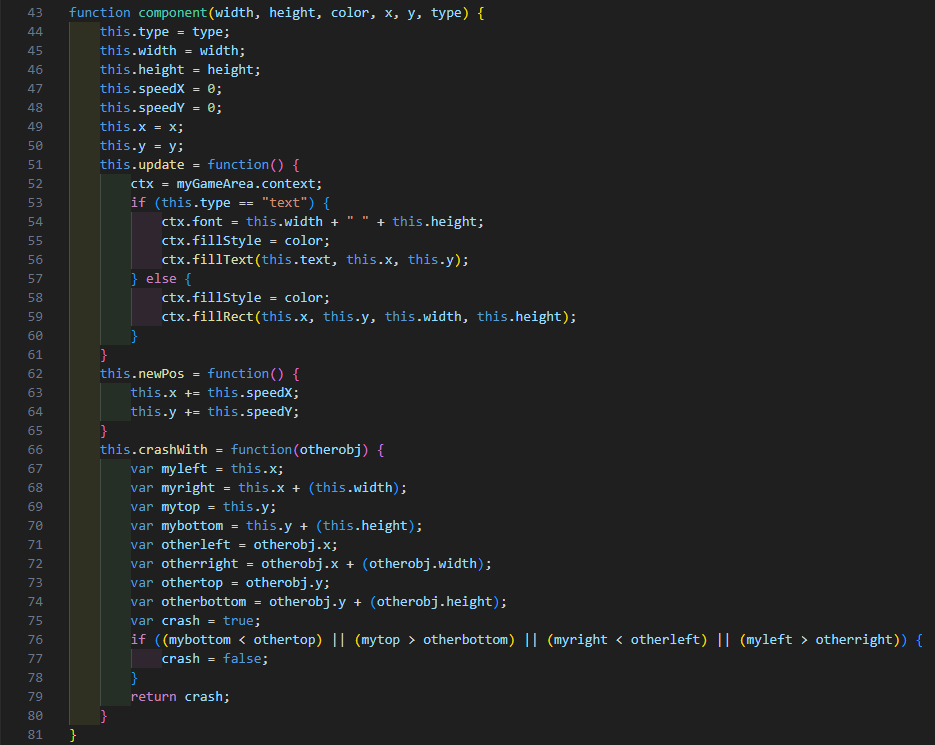 43 function component(width, height, color, x, y, type) {
44     this.type = type;
45     this.width = width;
46     this.height = height;
47     this.speedX = 0;
48     this.speedY = 0;
49     this.x = x;
50     this.y = y;
51     this.update = function() {
52         ctx = myGameArea.context;
53         if (this.type == "text") {
54             ctx.font = this.width + " " + this.height;
55             ctx.fillStyle = color;
56             ctx.fillText(this.text, this.x, this.y);
57         } else {
58             ctx.fillStyle = color;
59             ctx.fillRect(this.x, this.y, this.width, this.height);
60         }
61     }
62     this.newPos = function() {
63         this.x += this.speedX;
64         this.y += this.speedY;
65     }
66     this.crashWith = function(otherobj) {
67         var myleft = this.x;
68         var myright = this.x + (this.width);
69         var mytop = this.y;
70         var mybottom = this.y + (this.height);
71         var otherleft = otherobj.x;
72         var otherright = otherobj.x + (otherobj.width);
73         var othertop = otherobj.y;
74         var otherbottom = otherobj.y + (otherobj.height);
75         var crash = true;
76         if ((mybottom < othertop) || (mytop > otherbottom) || (myright < otherleft) || (myleft > otherright)) {
77             crash = false;
78         }
79         return crash;
80     }
81 }